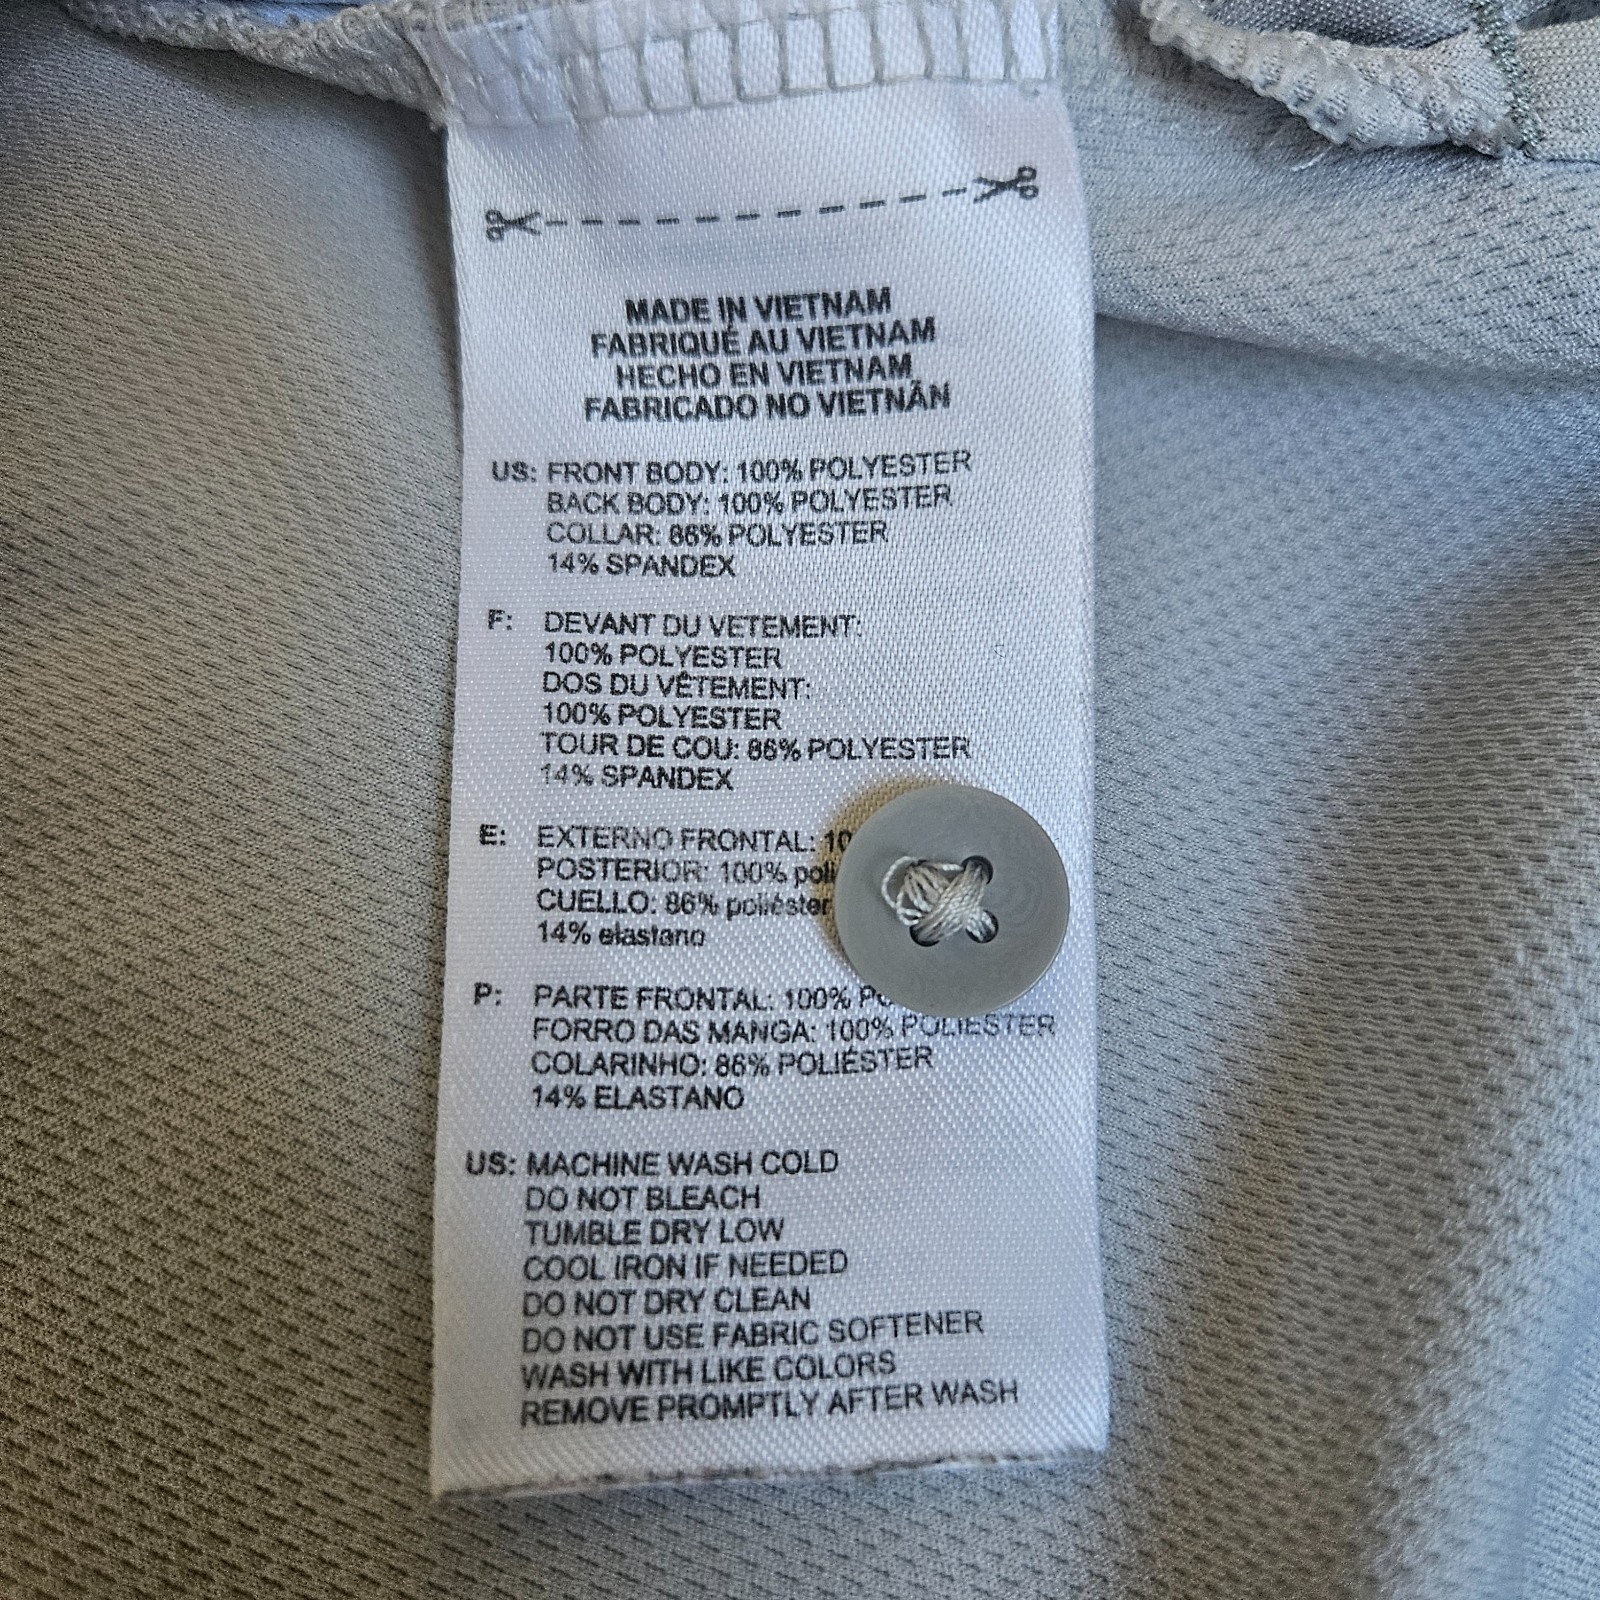 MADE IN VIETNAM
FABRIQUÉ AU VIETNAM
HECHO EN VIETNAM
FABRICADO NO VIETNÃN
US: FRONT BODY: 100% POLYESTER
BACK BODY: 100% POLYESTER
COLLAR: 86% POLYESTER
14% SPANDEX
F: DEVANT DU VETEMENT:
100% POLYESTER
DOS DU VÊTEMENT:
100% POLYESTER
TOUR DE COU: 86% POLYESTER
14% SPANDEX
E: EXTERNO FRONTAL:
POSTERIOR: 100%
CUELLO: 86% poliéster
14% elastano
P: PARTE FRONTAL: 100%
FORRO DAS MANGA: 100% POLIÉSTER
COLARINHO: 86% POLIÉSTER
14% ELASTANO
US: MACHINE WASH COLD
DO NOT BLEACH
TUMBLE DRY LOW
COOL IRON IF NEEDED
DO NOT DRY CLEAN
DO NOT USE FABRIC SOFTENER
WASH WITH LIKE COLORS
REMOVE PROMPTLY AFTER WASH